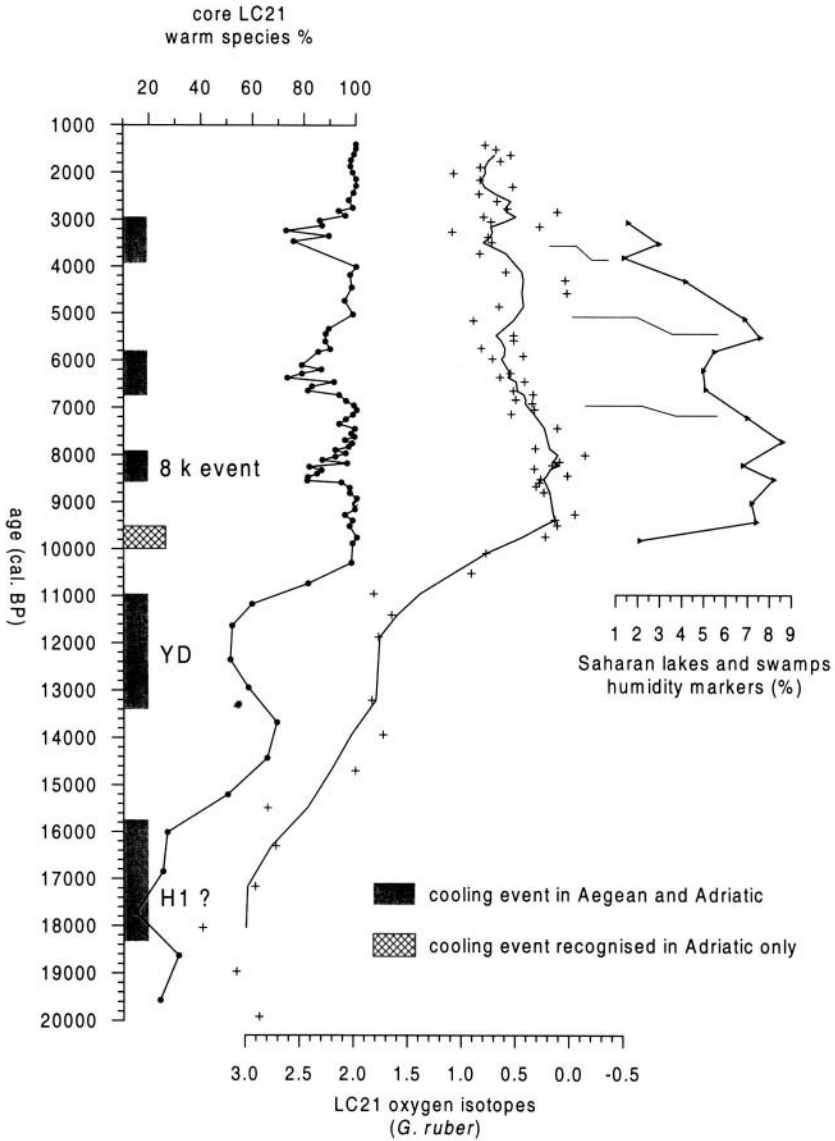 core LC21
warm species %
20 40 60 80 100
1000
2000
3000
4000
5000
6000
7000
8000
9000
10000
11000
12000
13000
14000
15000
16000
17000
18000
19000
20000
age (cal. BP)
8 k event
YD
H1 ?
1 2 3 4 5 6 7 8 9
Saharan lakes and swamps
humidity markers (%)
cooling event in Aegean and Adriatic
cooling event recognised in Adriatic only
3.0 2.5 2.0 1.5 1.0 0.5 0.0 -0.5
LC21 oxygen isotopes
(G. ruber)